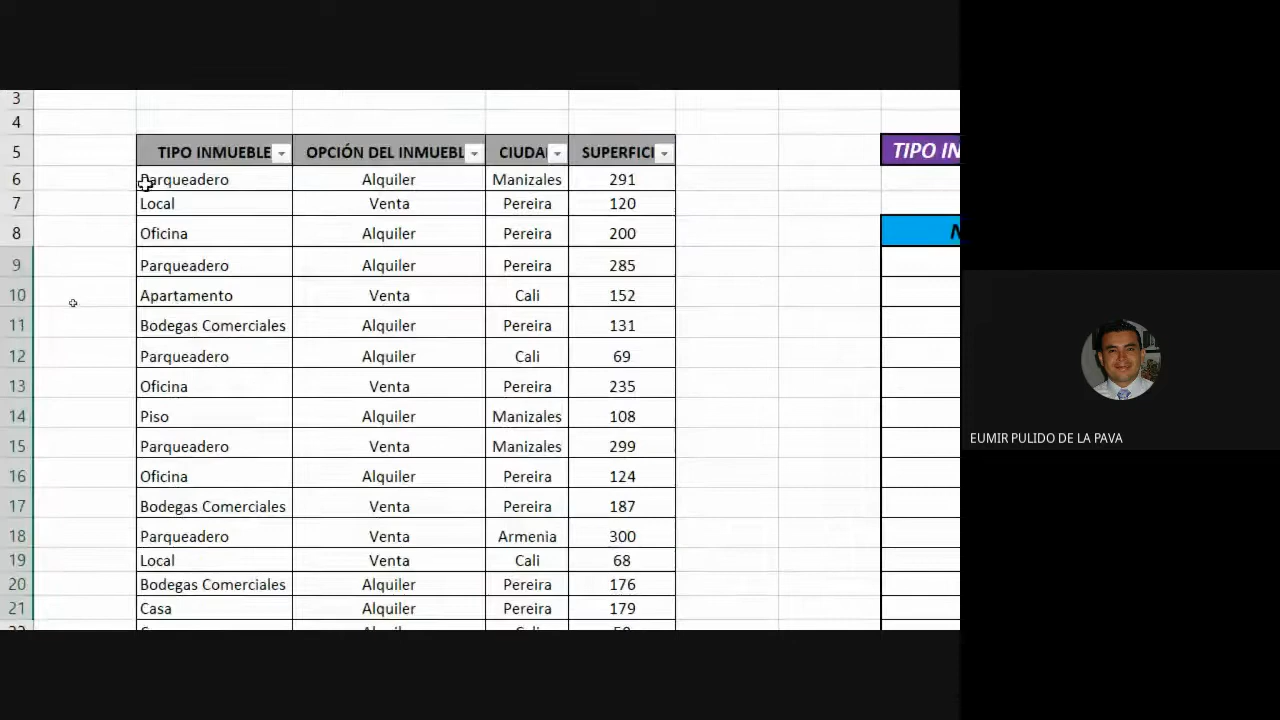 3
4
5 TIPO INMUEBLE OPCIÓN DEL INMUEBL CIUDA SUPERFICI TIPO IN
6 Parqueadero Alquiler Manizales 291
7 Local Venta Pereira 120
8 Oficina Alquiler Pereira 200 N
9 Parqueadero Alquiler Pereira 285
10 Apartamento Venta Cali 152
11 Bodegas Comerciales Alquiler Pereira 131
12 Parqueadero Alquiler Cali 69
13 Oficina Venta Pereira 235
14 Piso Alquiler Manizales 108
EUMIR PULIDO DE LA PAVA
15 Parqueadero Venta Manizales 299
16 Oficina Alquiler Pereira 124
17 Bodegas Comerciales Venta Pereira 187
18 Parqueadero Venta Armenia 300
19 Local Venta Cali 68
20 Bodegas Comerciales Alquiler Pereira 176
21 Casa Alquiler Pereira 179